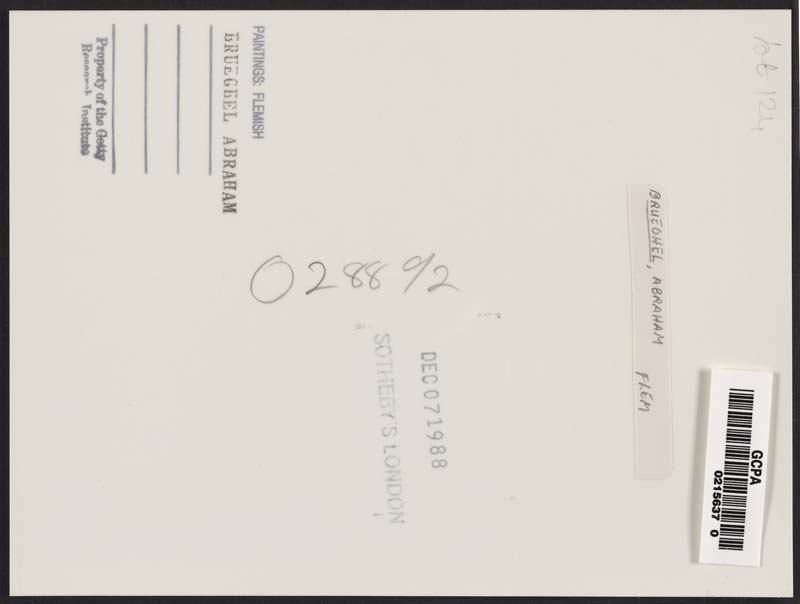 PAINTINGS: FLEMISH
BRUEGHEL ABRAHAM
Property of the Getty
Research Institute
lot 124
BRUEGHEL, ABRAHAM FLEM
02889/2
DEC 07 1988
SOTHEBY'S LONDON
GCPA
0215637 0